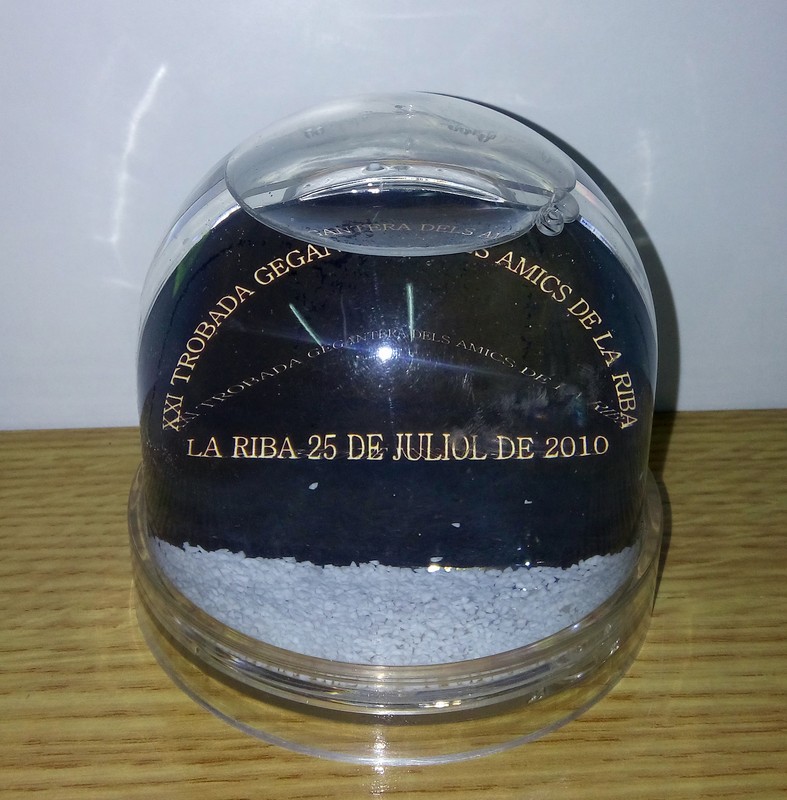 XXI TROBADA GEGANTERA DELS AMICS DE LA RIBA
LA RIBA 25 DE JULIOL DE 2010